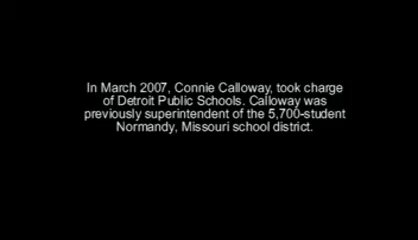 In March 2007, Connie Calloway, took charge
of Detroit Public Schools. Calloway was
previously superintendent of the 5,700-student
Normandy, Missouri school district.